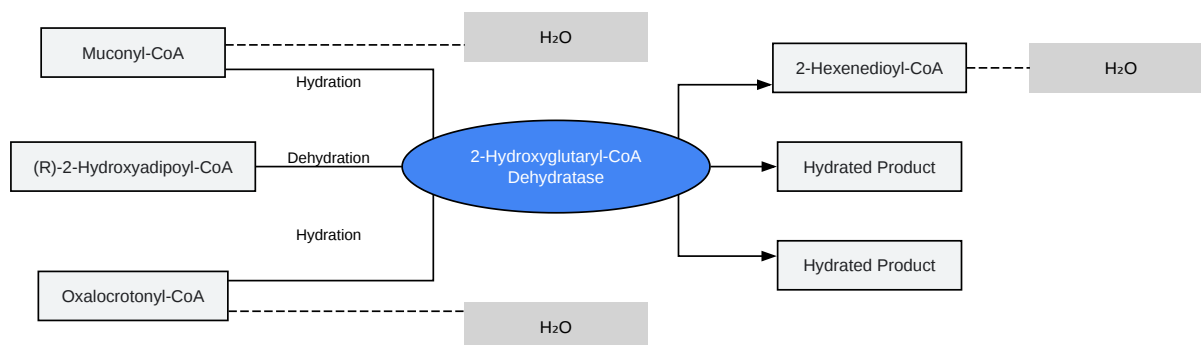 Muconyl-CoA
H₂O
Hydration
2-Hexenedioyl-CoA
H₂O
(R)-2-Hydroxyadipoyl-CoA
Dehydration
2-Hydroxyglutaryl-CoA
Dehydratase
Hydrated Product
Hydration
Hydrated Product
Oxalocrotonyl-CoA
H₂O